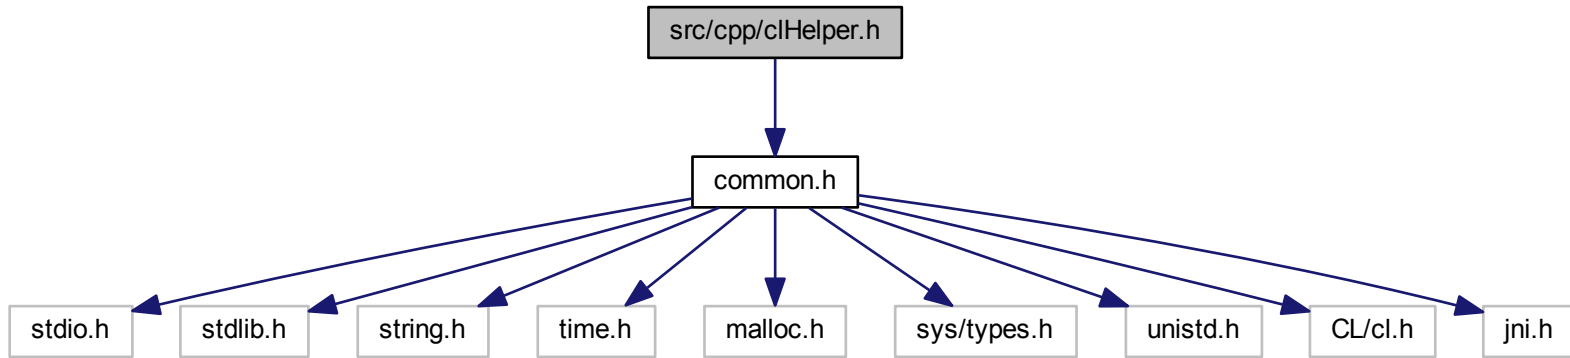 src/cpp/clHelper.h
common.h
stdio.h
stdlib.h
string.h
time.h
malloc.h
sys/types.h
unistd.h
CL/cl.h
jni.h